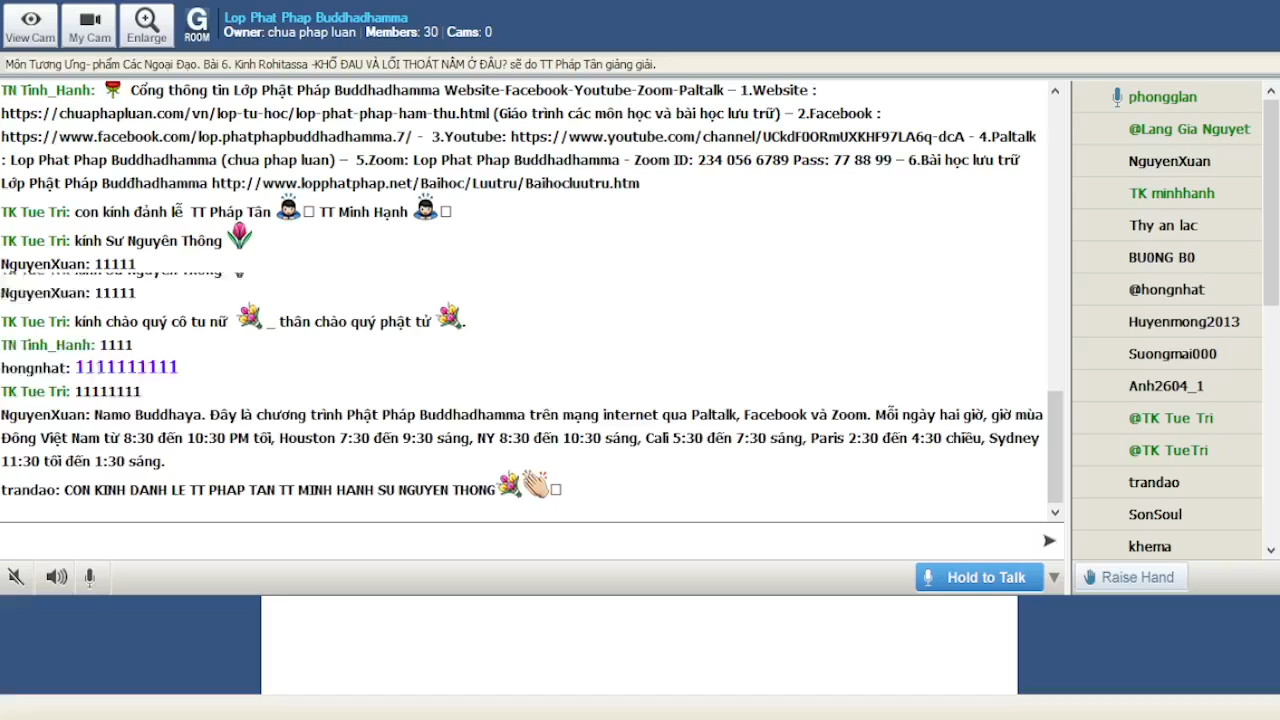 View Cam
My Cam
Enlarge
G
ROOM
Lop Phat Phap Buddhadhamma
Owner: chua phap luan | Members: 30 | Cams: 0
Môn Tương Ưng- phẩm Các Ngoại Đạo. Bài 6. Kinh Rohitassa -KHỔ ĐAU VÀ LỐI THOÁT NẰM Ở ĐÂU? sẽ do TT Pháp Tân giảng giải.
TN Tinh_Hanh: Cổng thông tin Lớp Phật Pháp Buddhadhamma Website-Facebook-Youtube-Zoom-Paltalk – 1.Website :
https://chuaphapluan.com/vn/lop-tu-hoc/lop-phat-phap-ham-thu.html (Giáo trình các môn học và bài học lưu trữ) – 2.Facebook :
https://www.facebook.com/lop.phatphapbuddhadhamma.7/ - 3.Youtube: https://www.youtube.com/channel/UCkdF0ORmUXKHF97LA6q-dcA - 4.Paltalk
: Lop Phat Phap Buddhadhamma (chua phap luan) – 5.Zoom: Lop Phat Phap Buddhadhamma - Zoom ID: 234 056 6789 Pass: 77 88 99 – 6.Bài học lưu trữ
Lớp Phật Pháp Buđdhadhamma http://www.lopphatphap.net/Baihoc/Luutru/Baihocluutru.htm
TK Tue Tri: con kính đảnh lễ TT Pháp Tân TT Minh Hạnh
TK Tue Tri: kính Sư Nguyên Thông
NguyenXuan: 11111
NguyenXuan: 11111
TK Tue Tri: kính chào quý cô tu nữ _ thân chào quý phật tử .
TN Tinh_Hanh: 1111
hongnhat: 1111111111
TK Tue Tri: 11111111
NguyenXuan: Namo Buddhaya. Đây là chương trình Phật Pháp Buddhadhamma trên mạng internet qua Paltalk, Facebook và Zoom. Mỗi ngày hai giờ, giờ mùa
Đông Việt Nam từ 8:30 đến 10:30 PM tối, Houston 7:30 đến 9:30 sáng, NY 8:30 đến 10:30 sáng, Cali 5:30 đến 7:30 sáng, Paris 2:30 đến 4:30 chiều, Sydney
11:30 tối đến 1:30 sáng.
trandao: CON KINH DANH LE TT PHAP TAN TT MINH HANH SU NGUYEN THONG
Hold to Talk
phongglan
@Lang Gia Nguyet
NguyenXuan
TK minhhanh
Thy an lac
BU0NG B0
@hongnhat
Huyenmong2013
Suongmai000
Anh2604_1
@TK Tue Tri
@TK TueTri
trandao
SonSoul
khema
Raise Hand